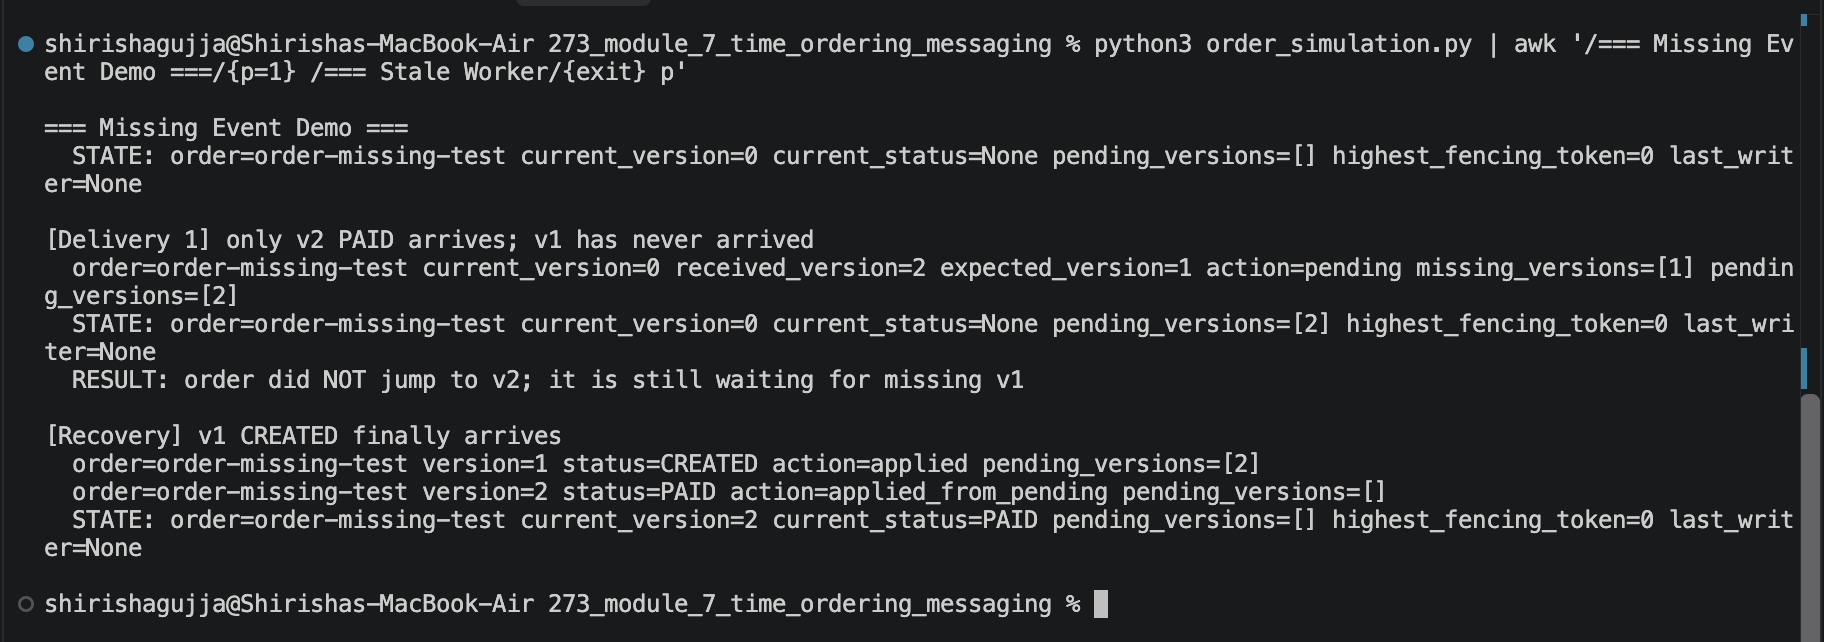 shirishagujja@Shirishas-MacBook-Air 273_module_7_time_ordering_messaging % python3 order_simulation.py | awk '/=== Missing Ev
ent Demo ===/{p=1} /=== Stale Worker/{exit} p'
=== Missing Event Demo ===
  STATE: order=order-missing-test current_version=0 current_status=None pending_versions=[] highest_fencing_token=0 last_writ
er=None
[Delivery 1] only v2 PAID arrives; v1 has never arrived
  order=order-missing-test current_version=0 received_version=2 expected_version=1 action=pending missing_versions=[1] pendin
g_versions=[2]
  STATE: order=order-missing-test current_version=0 current_status=None pending_versions=[2] highest_fencing_token=0 last_wri
ter=None
  RESULT: order did NOT jump to v2; it is still waiting for missing v1
[Recovery] v1 CREATED finally arrives
  order=order-missing-test version=1 status=CREATED action=applied pending_versions=[2]
  order=order-missing-test version=2 status=PAID action=applied_from_pending pending_versions=[]
  STATE: order=order-missing-test current_version=2 current_status=PAID pending_versions=[] highest_fencing_token=0 last_writ
er=None
shirishagujja@Shirishas-MacBook-Air 273_module_7_time_ordering_messaging %